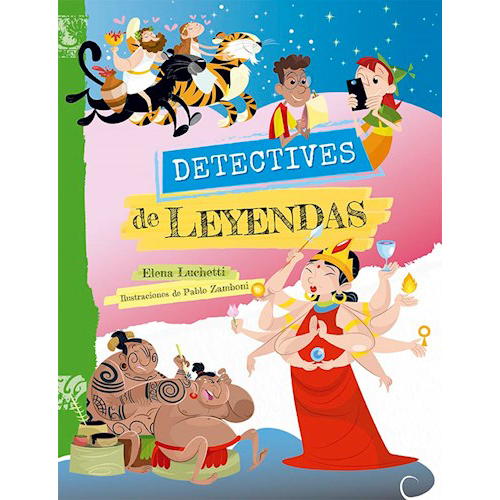 DETECTIVES
de LEYENDAS
Elena Luchetti
Ilustraciones de Pablo Zamboni